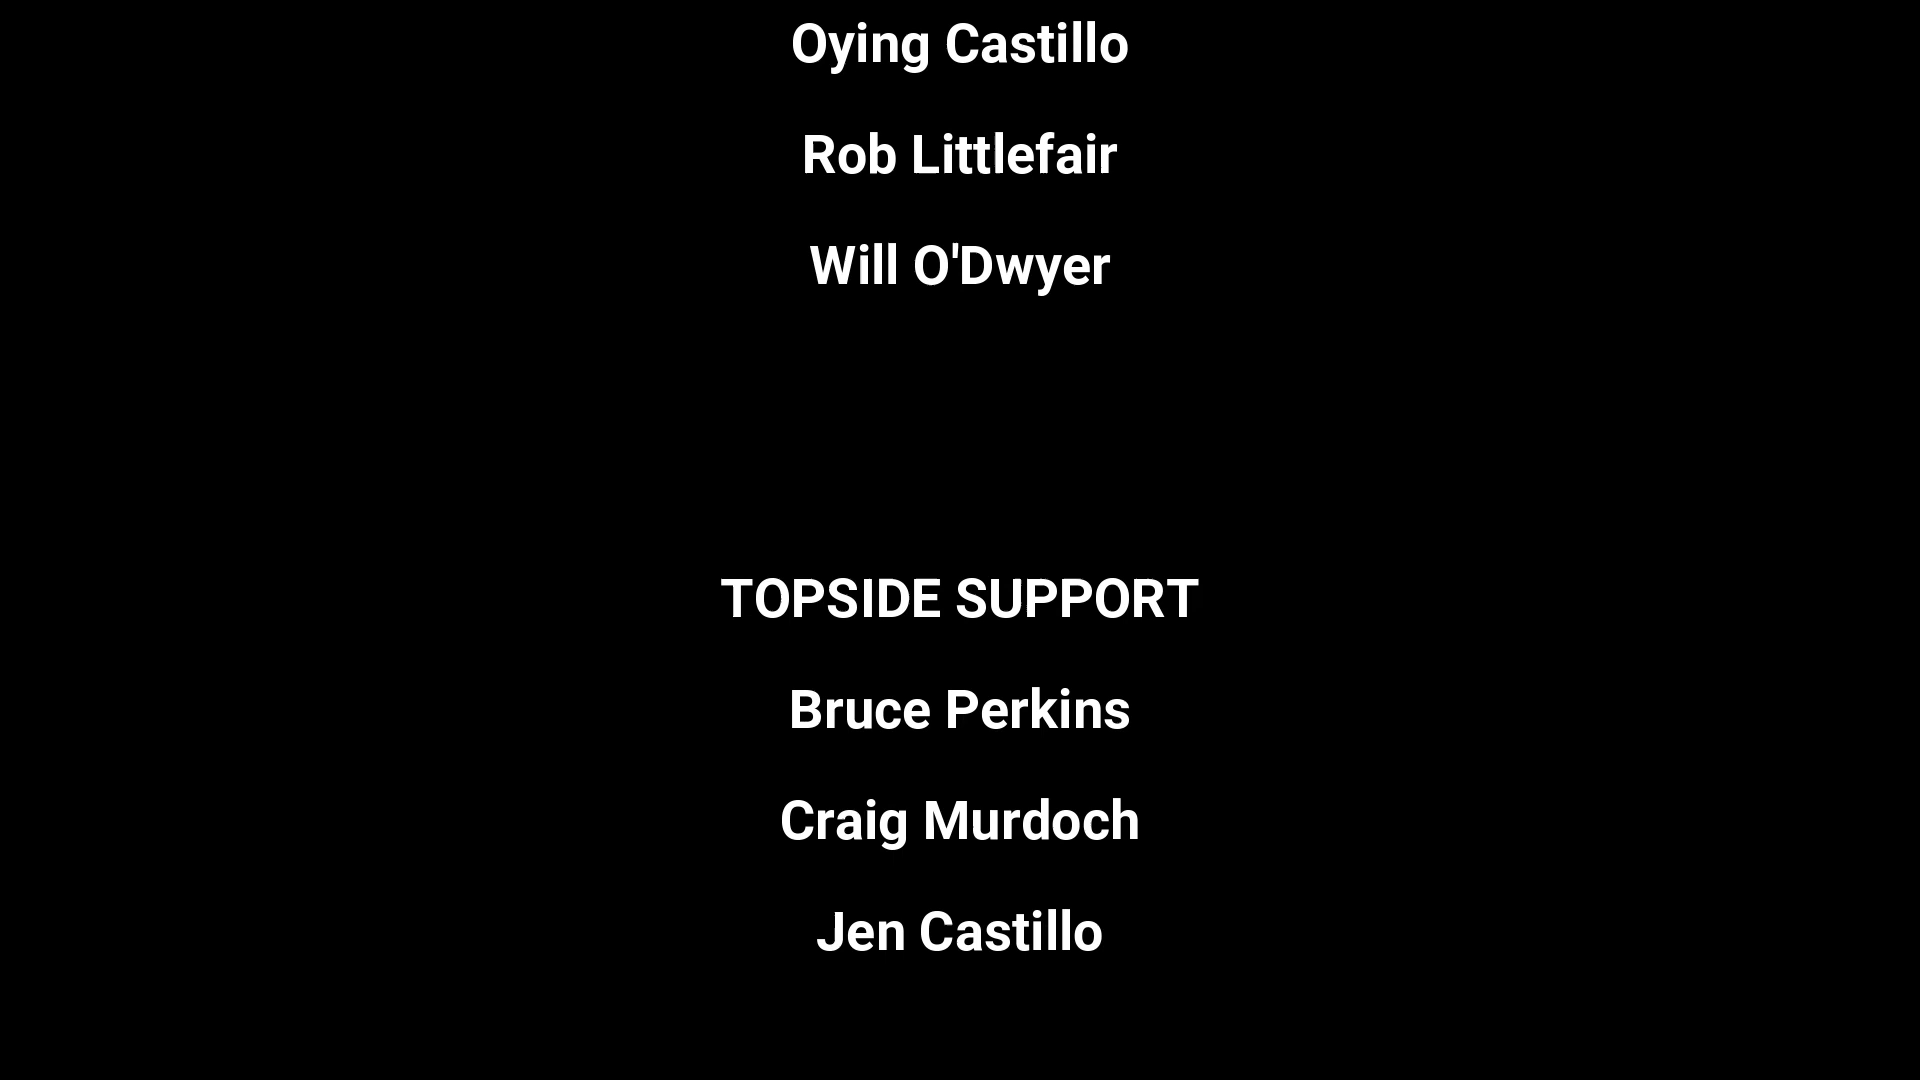 Oying Castillo
Rob Littlefair
Will O'Dwyer
TOPSIDE SUPPORT
Bruce Perkins
Craig Murdoch
Jen Castillo